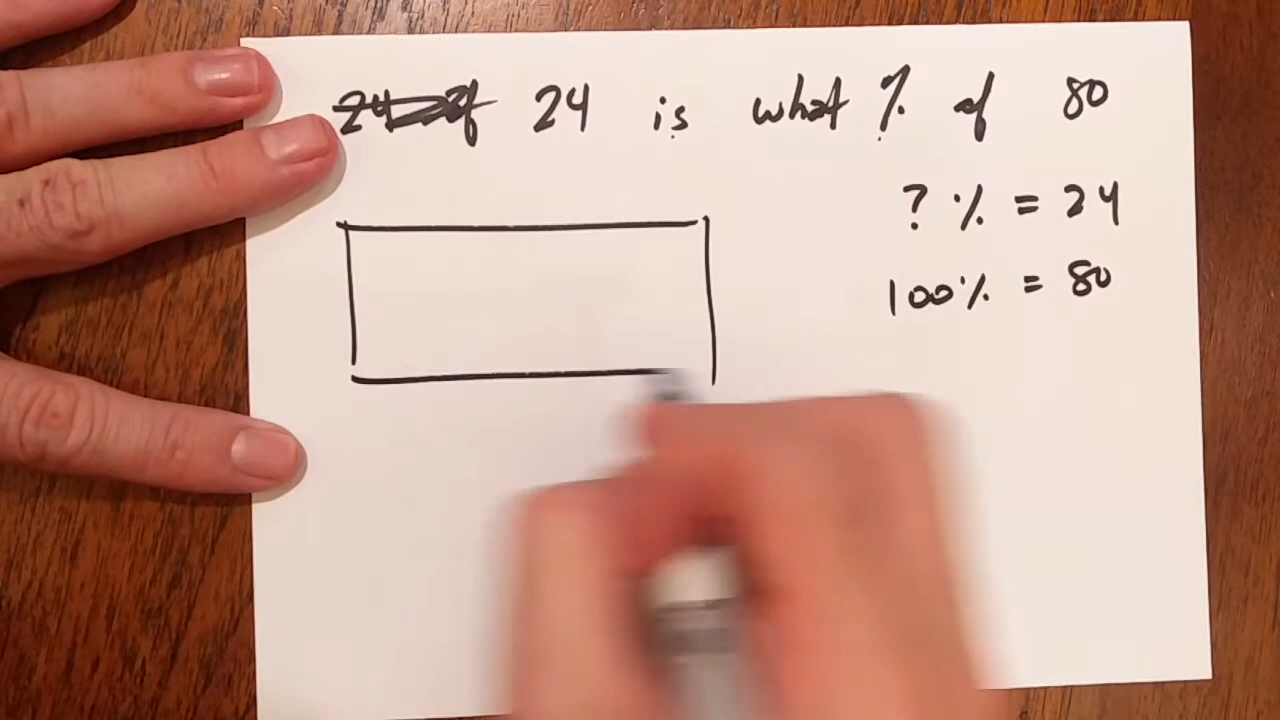 24 is what % of 80
? % = 24
100% = 80